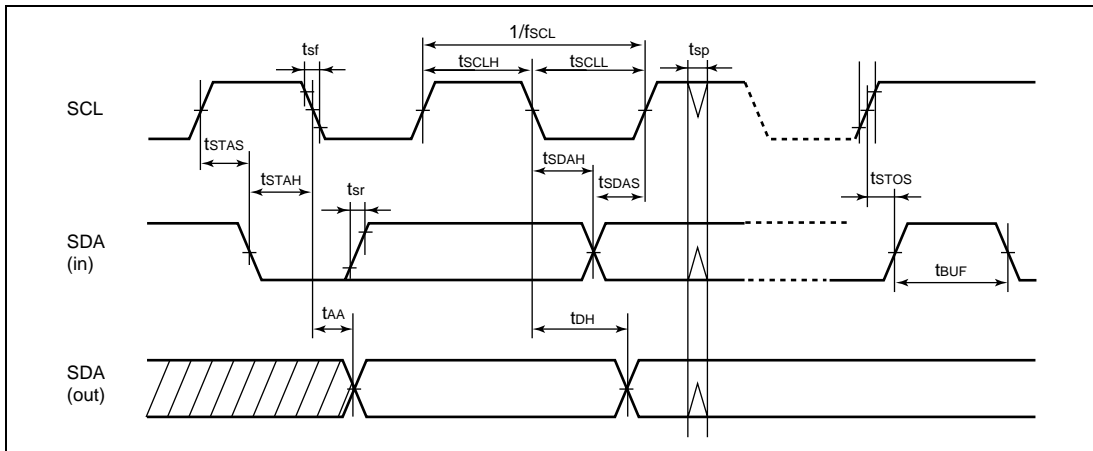 1/fSCL
tsf
tSCLH
tSCLL
tsp
SCL
tSTAS
tSTAH
tsr
tSDAH
tSDAS
tSTOS
SDA
(in)
tBUF
tAA
tDH
SDA
(out)